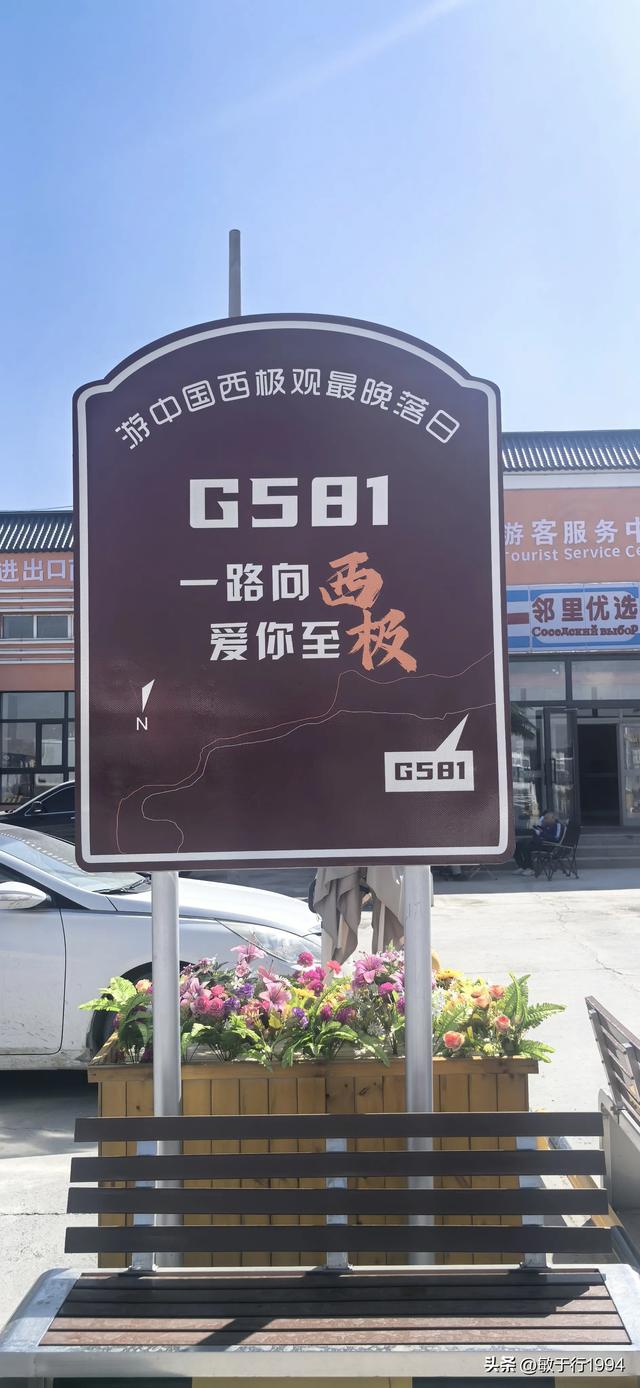 游中国西极观最晚落日
G581
一路向西
爱你至极
N
G581
进出口
游客服务中
Tourist Service Ce
邻里优选
Соседский выбор
头条 @敏于行1994